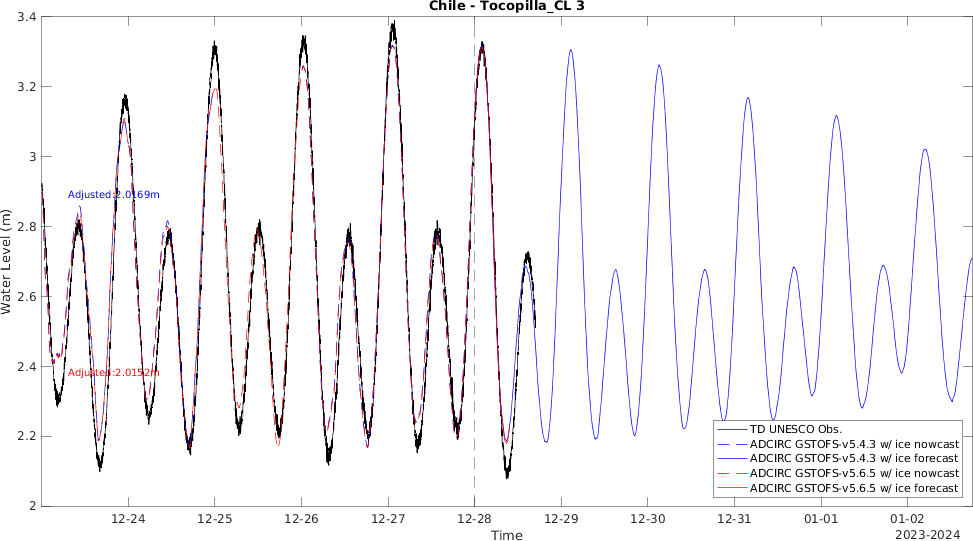 Chile - Tocopilla_CL 3
3.4
3.2
3
2.8
2.6
2.4
2.2
2
Water Level (m)
Adjusted:2.0169m
Adjusted:2.0152m
TD UNESCO Obs.
ADCIRC GSTOFS-v5.4.3 w/ ice nowcast
ADCIRC GSTOFS-v5.4.3 w/ ice forecast
ADCIRC GSTOFS-v5.6.5 w/ ice nowcast
ADCIRC GSTOFS-v5.6.5 w/ ice forecast
12-24 12-25 12-26 12-27 12-28 12-29 12-30 12-31 01-01 01-02
Time
2023-2024